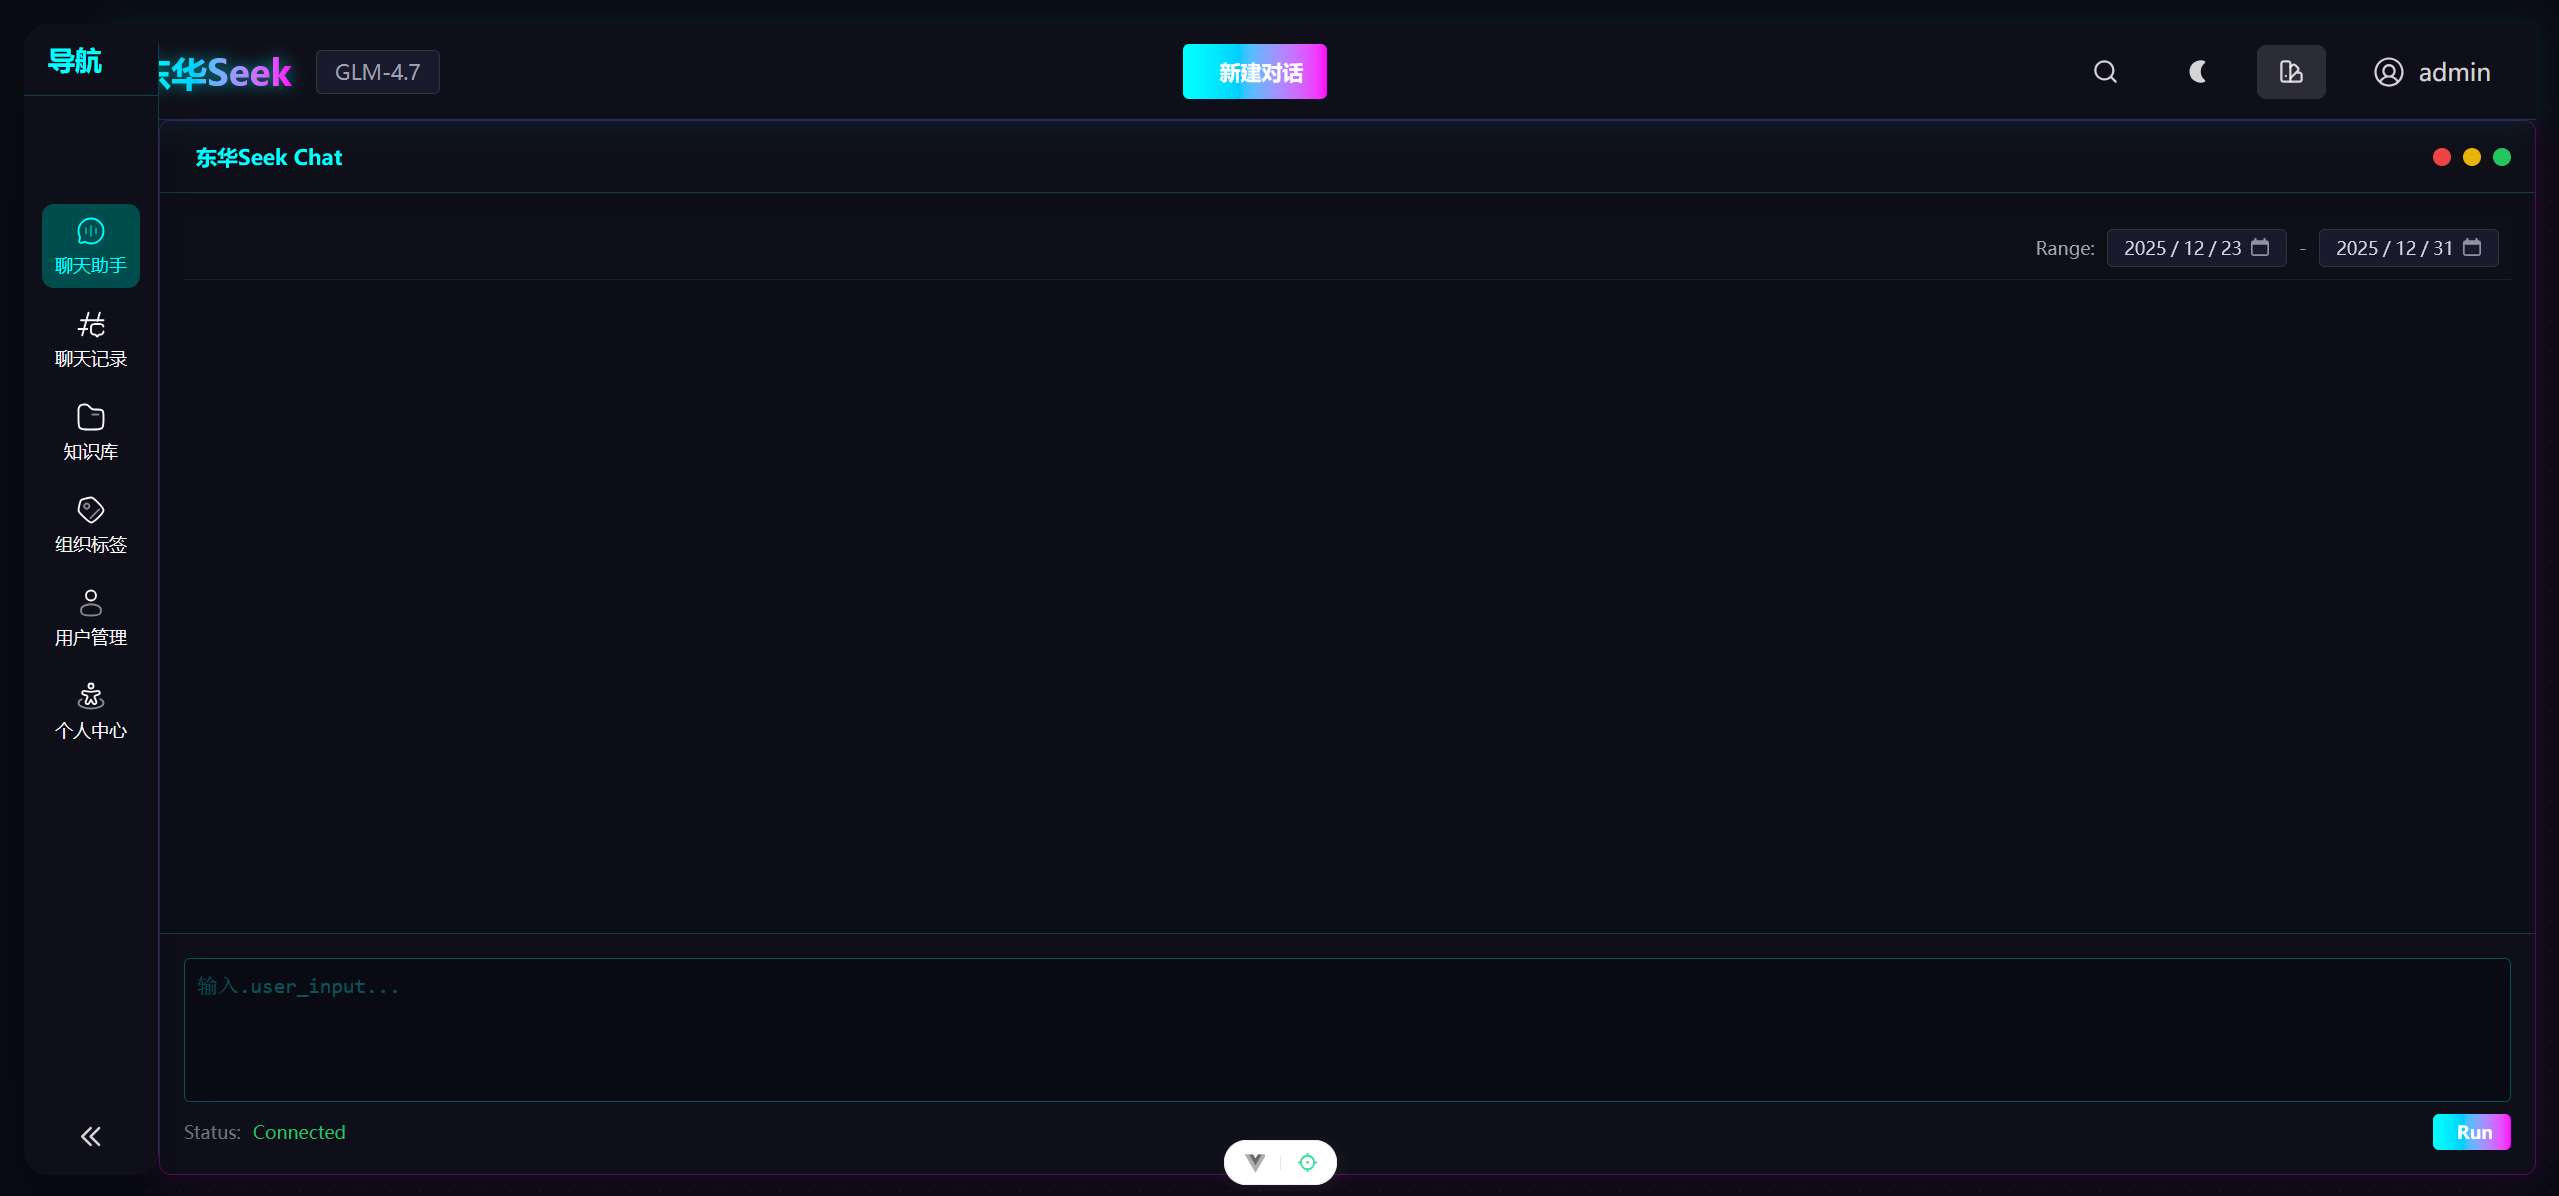 导航
东华Seek
GLM-4.7
新建对话
admin
东华Seek Chat
Range: 2025 / 12 / 23 - 2025 / 12 / 31
聊天助手
聊天记录
知识库
组织标签
用户管理
个人中心
输入.user_input...
Status: Connected
Run